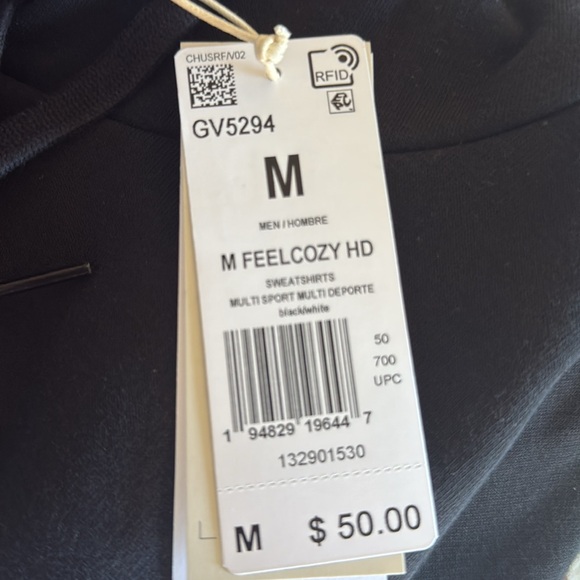 CHUSRF/V02
RFID
GV5294
M
MEN / HOMBRE
M FEELCOZY HD
SWEATSHIRTS
MULTI SPORT MULTI DEPORTE
black/white
50
700
UPC
1 94829 19644 7
132901530
M $ 50.00